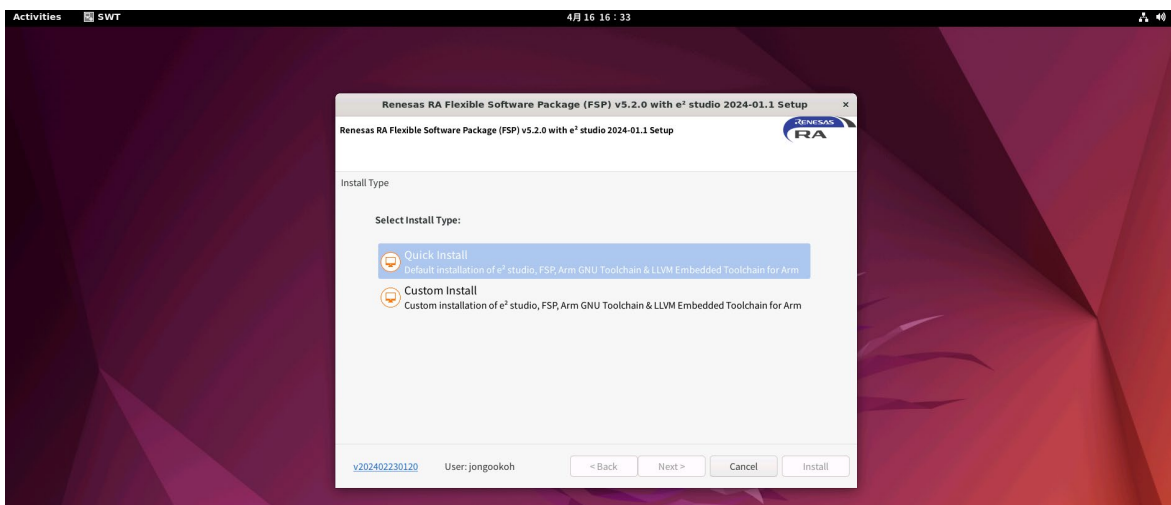 Activities SWT 4月 16 16：33
Renesas RA Flexible Software Package (FSP) v5.2.0 with e² studio 2024-01.1 Setup ×
Renesas RA Flexible Software Package (FSP) v5.2.0 with e² studio 2024-01.1 Setup
RENESAS
RA
Install Type
Select Install Type:
Quick Install
Default installation of e² studio, FSP, Arm GNU Toolchain & LLVM Embedded Toolchain for Arm
Custom Install
Custom installation of e² studio, FSP, Arm GNU Toolchain & LLVM Embedded Toolchain for Arm
v202402230120 User: jongookoh < Back Next > Cancel Install